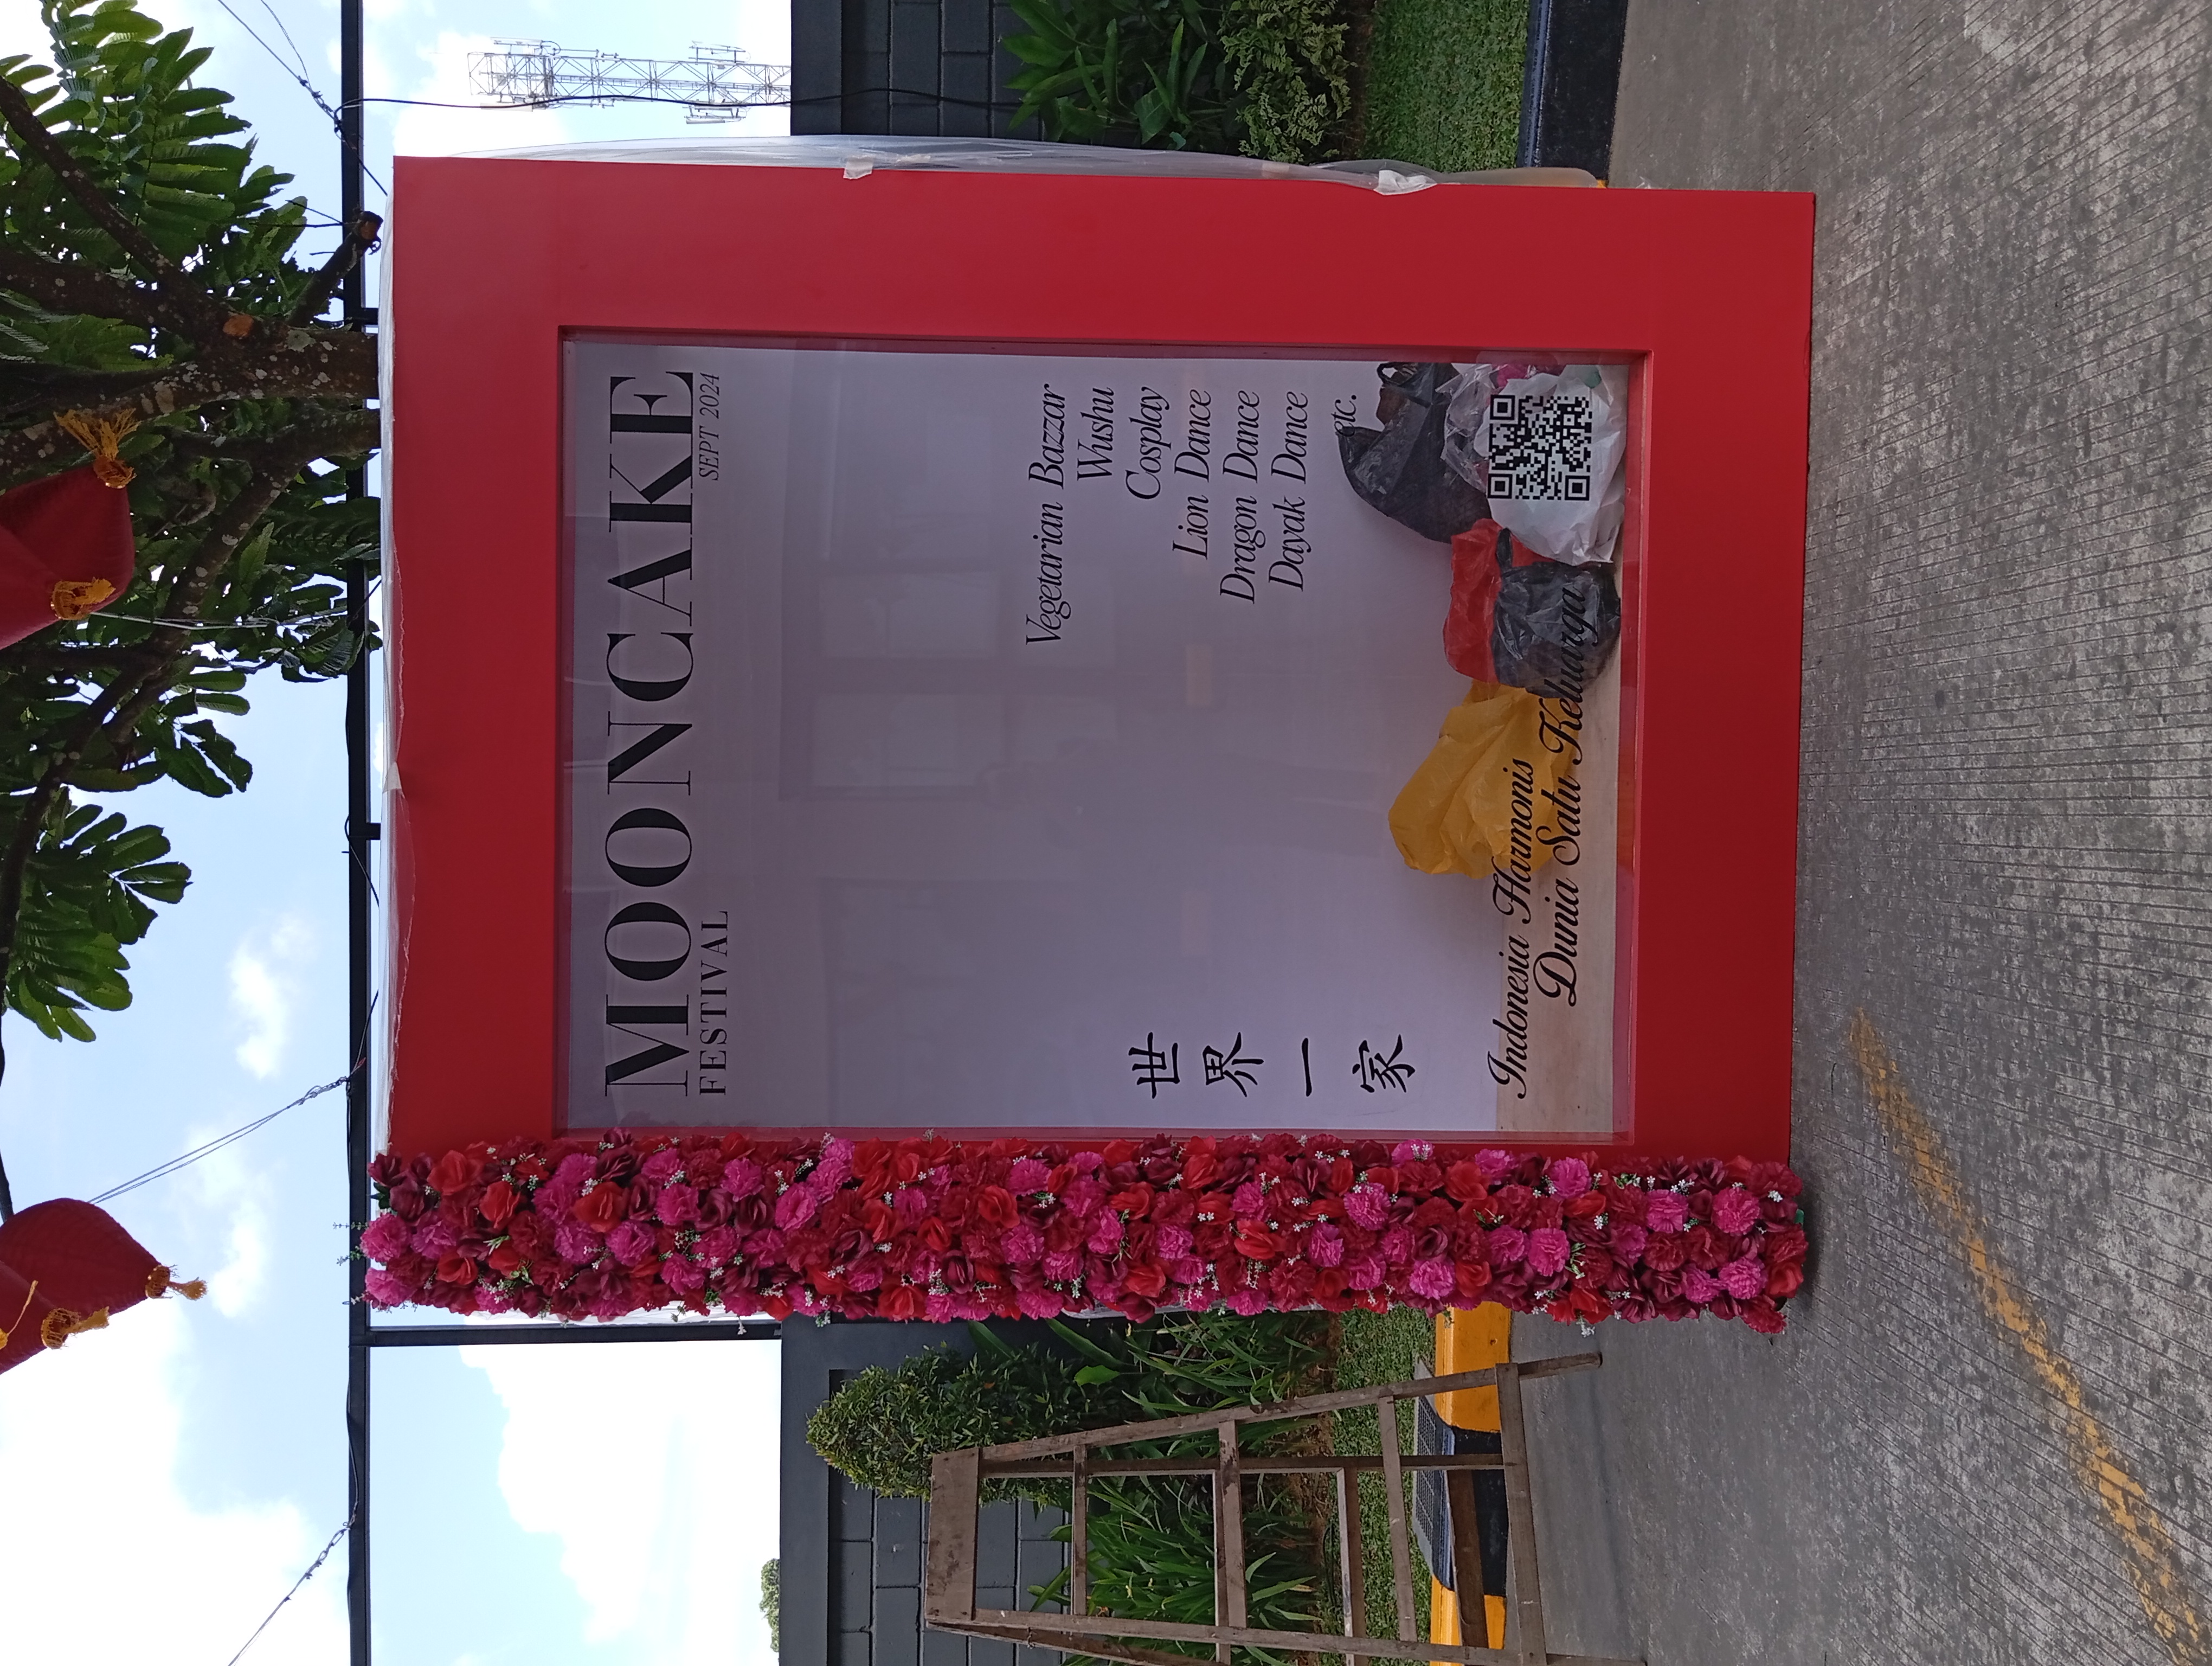 MOONCAKE
FESTIVAL
SEPT 2024
Vegetarian Bazzar
Wushu
Cosplay
Lion Dance
Dragon Dance
Dayak Dance
etc.
世界一家
Indonesia Harmonis
Dunia Satu Keluarga